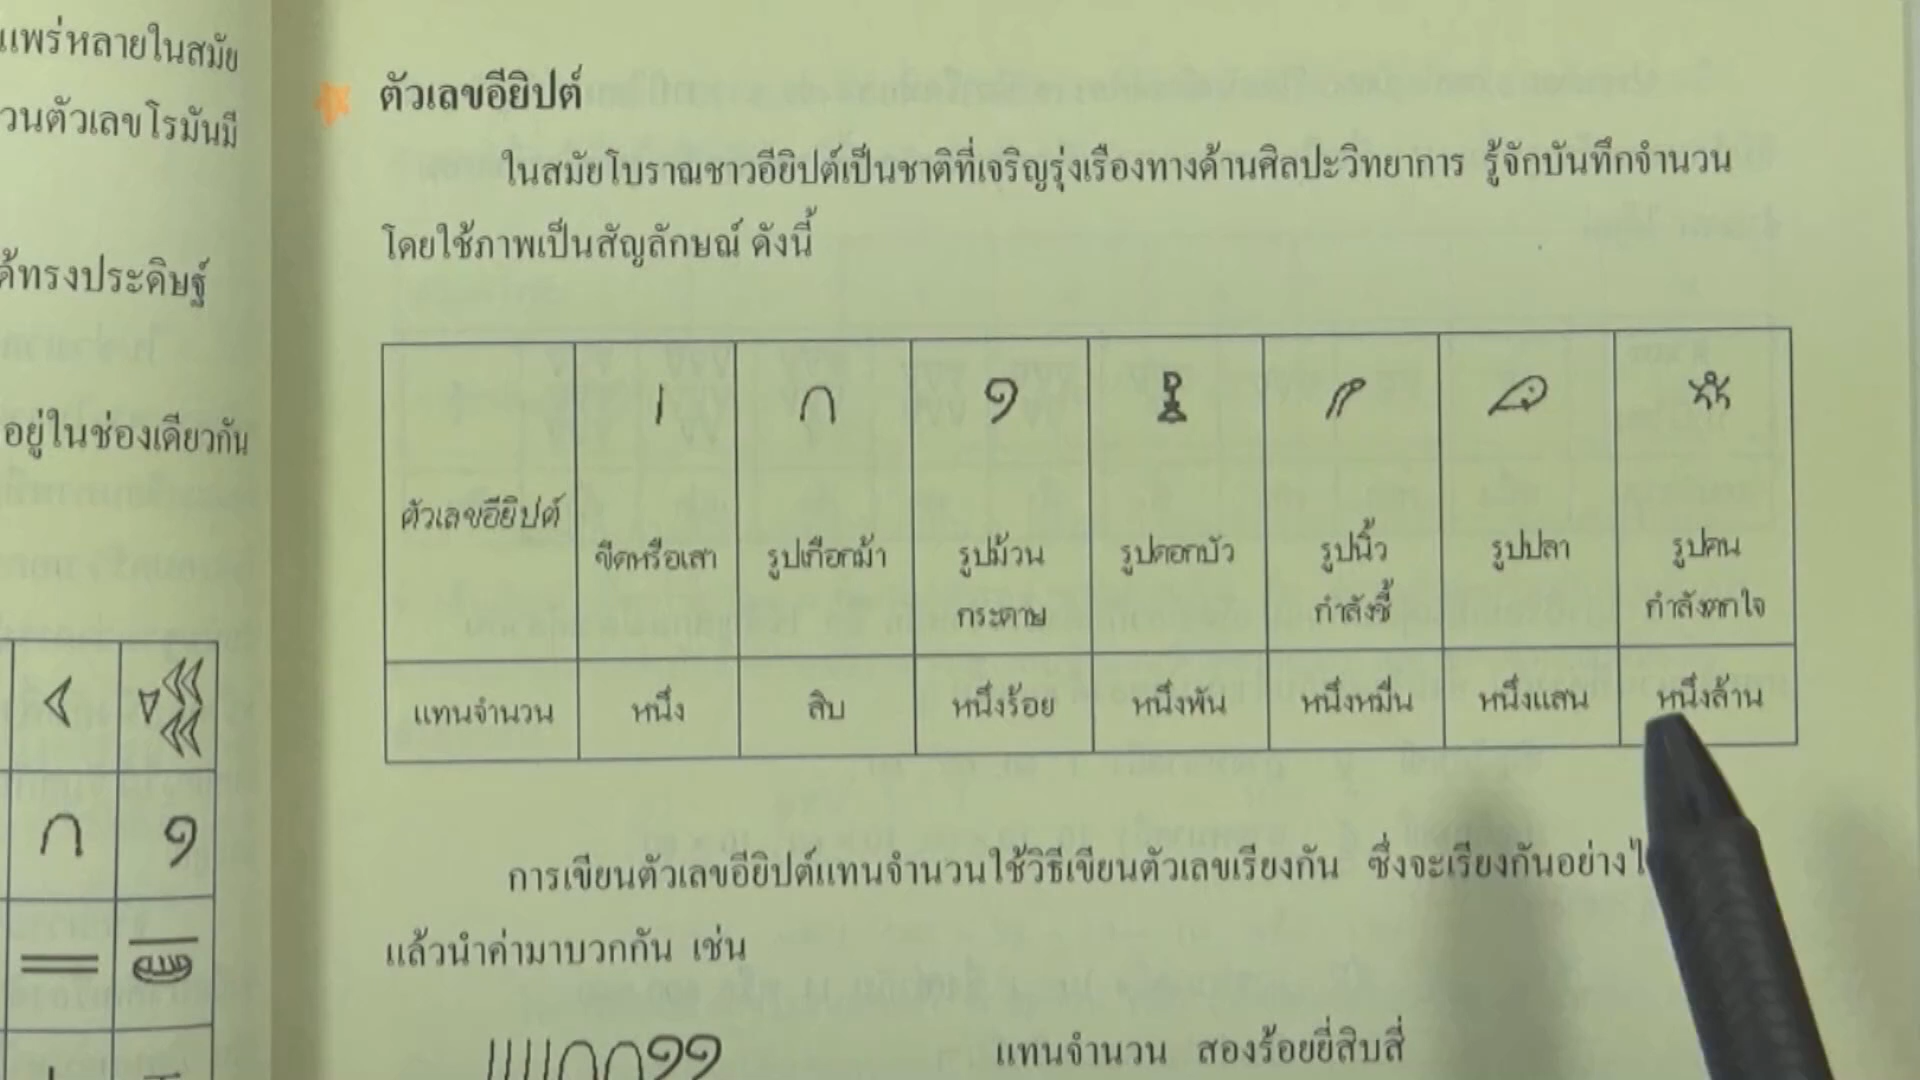 แพร่หลายในสมัย
วนตัวเลขโรมันมี
ทรงประดิษฐ์
อยู่ในช่องเดียวกัน
ตัวเลขอียิปต์
ในสมัยโบราณชาวอียิปต์เป็นชาติที่เจริญรุ่งเรืองทางด้านศิลปะวิทยาการ รู้จักบันทึกจำนวน
โดยใช้ภาพเป็นสัญลักษณ์ ดังนี้
ตัวเลขอียิปต์
ขีดหรือเสา
รูปเกือกม้า
รูปม้วน
กระดาษ
รูปดอกบัว
รูปนิ้ว
กำลังชี้
รูปปลา
รูปคน
กำลังตกใจ
แทนจำนวน หนึ่ง สิบ หนึ่งร้อย หนึ่งพัน หนึ่งหมื่น หนึ่งแสน หนึ่งล้าน
การเขียนตัวเลขอียิปต์แทนจำนวนใช้วิธีเขียนตัวเลขเรียงกัน ซึ่งจะเรียงกันอย่างไ
แล้วนำค่ามาบวกกัน เช่น
แทนจำนวน สองร้อยยี่สิบสี่